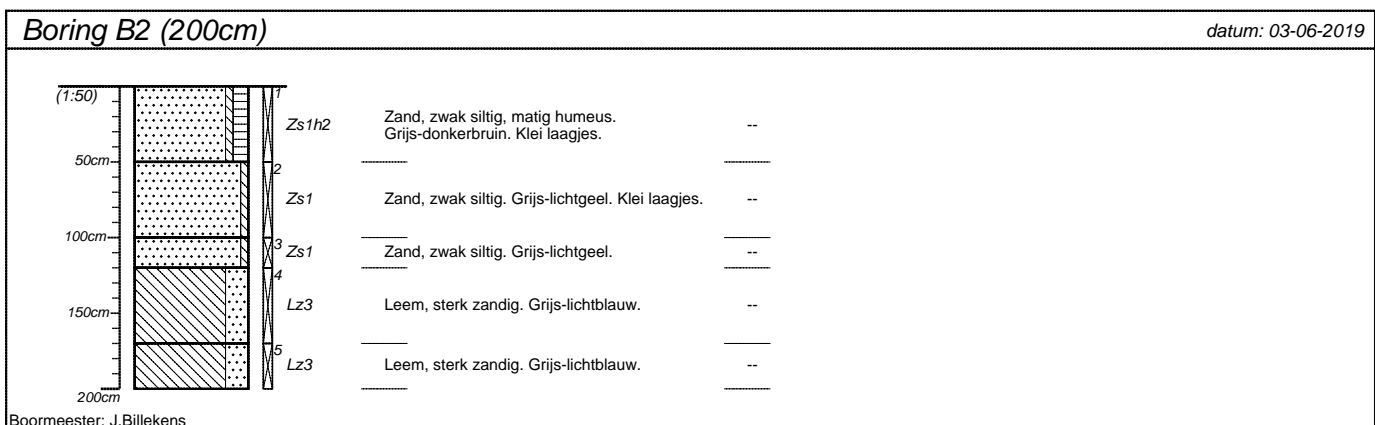 Boring B2 (200cm)
datum: 03-06-2019
(1:50)
1
Zs1h2
Zand, zwak siltig, matig humeus.
Grijs-donkerbruin. Klei laagjes.
--
50cm
2
Zs1
Zand, zwak siltig. Grijs-lichtgeel. Klei laagjes.
--
100cm
3
Zs1
Zand, zwak siltig. Grijs-lichtgeel.
--
4
Lz3
Leem, sterk zandig. Grijs-lichtblauw.
--
150cm
5
Lz3
Leem, sterk zandig. Grijs-lichtblauw.
--
200cm
Boormeester: J.Billekens